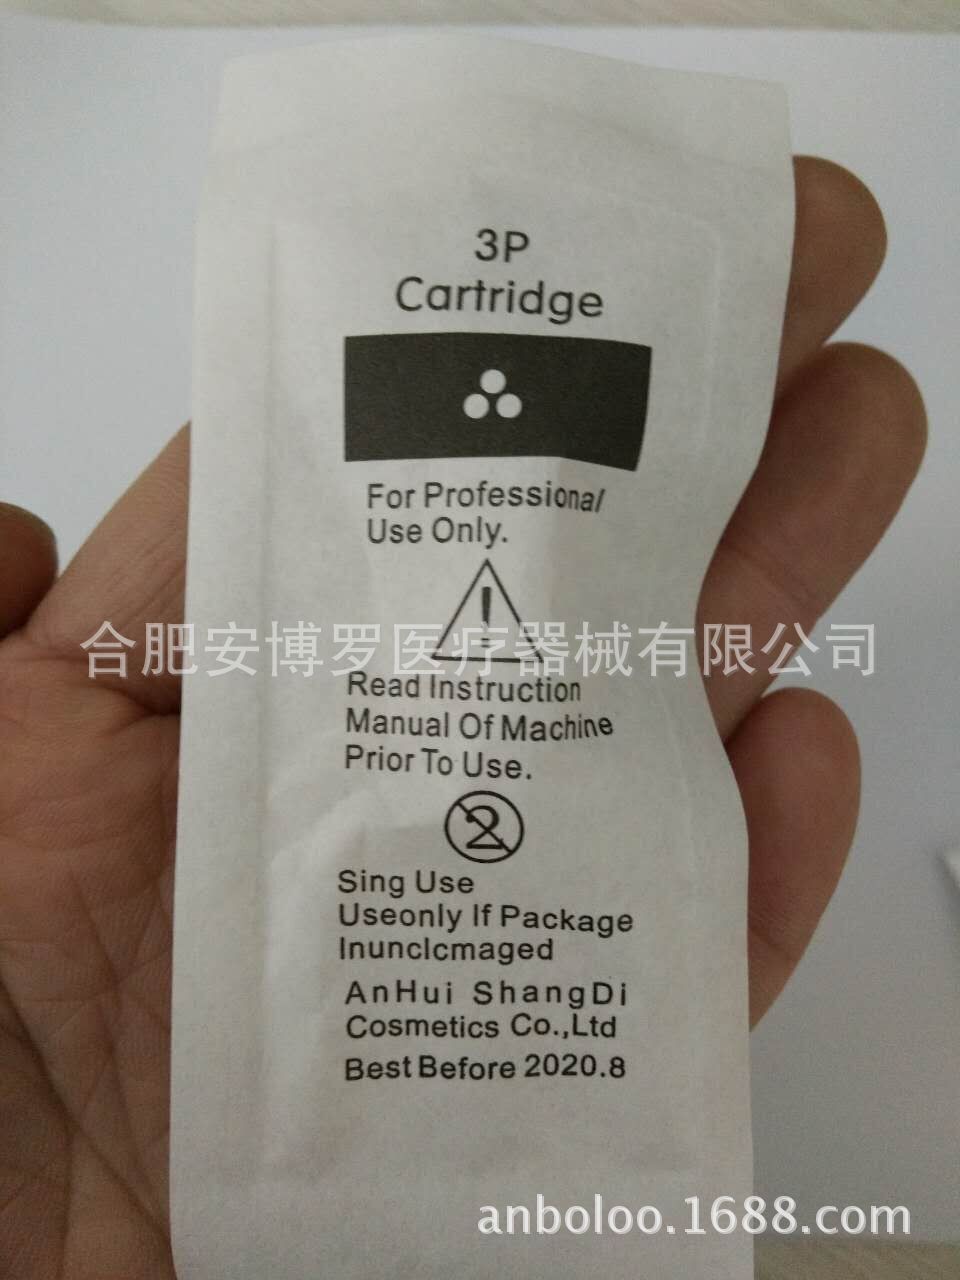 3P
Cartridge
For Professional
Use Only.
合肥安博罗医疗器械有限公司
Read Instruction
Manual Of Machine
Prior To Use.
2
Sing Use
Useonly If Package
Inunclcmaged
AnHui ShangDi
Cosmetics Co.,Ltd
Best Before 2020.8
anboloo.1688.com